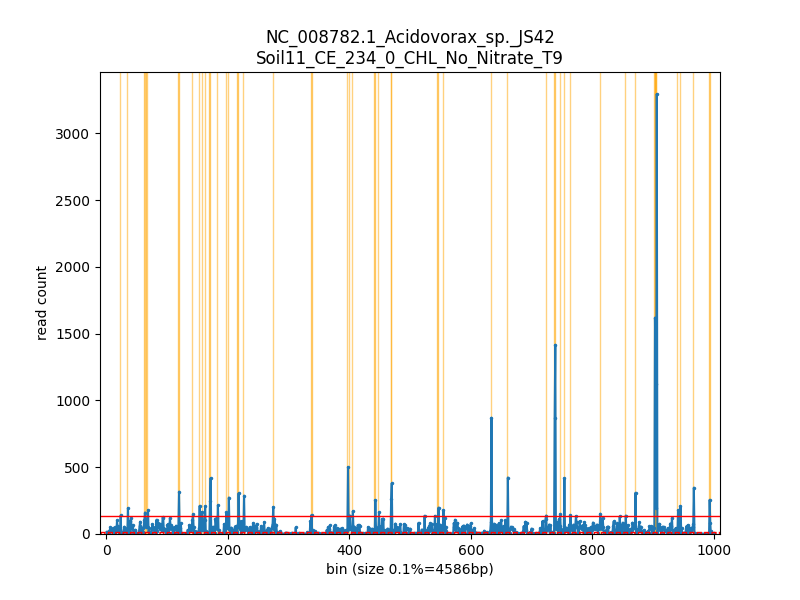 NC_008782.1_Acidovorax_sp._JS42
Soil11_CE_234_0_CHL_No_Nitrate_T9
3000
2500
2000
1500
1000
500
0
read count
0 200 400 600 800 1000
bin (size 0.1%=4586bp)